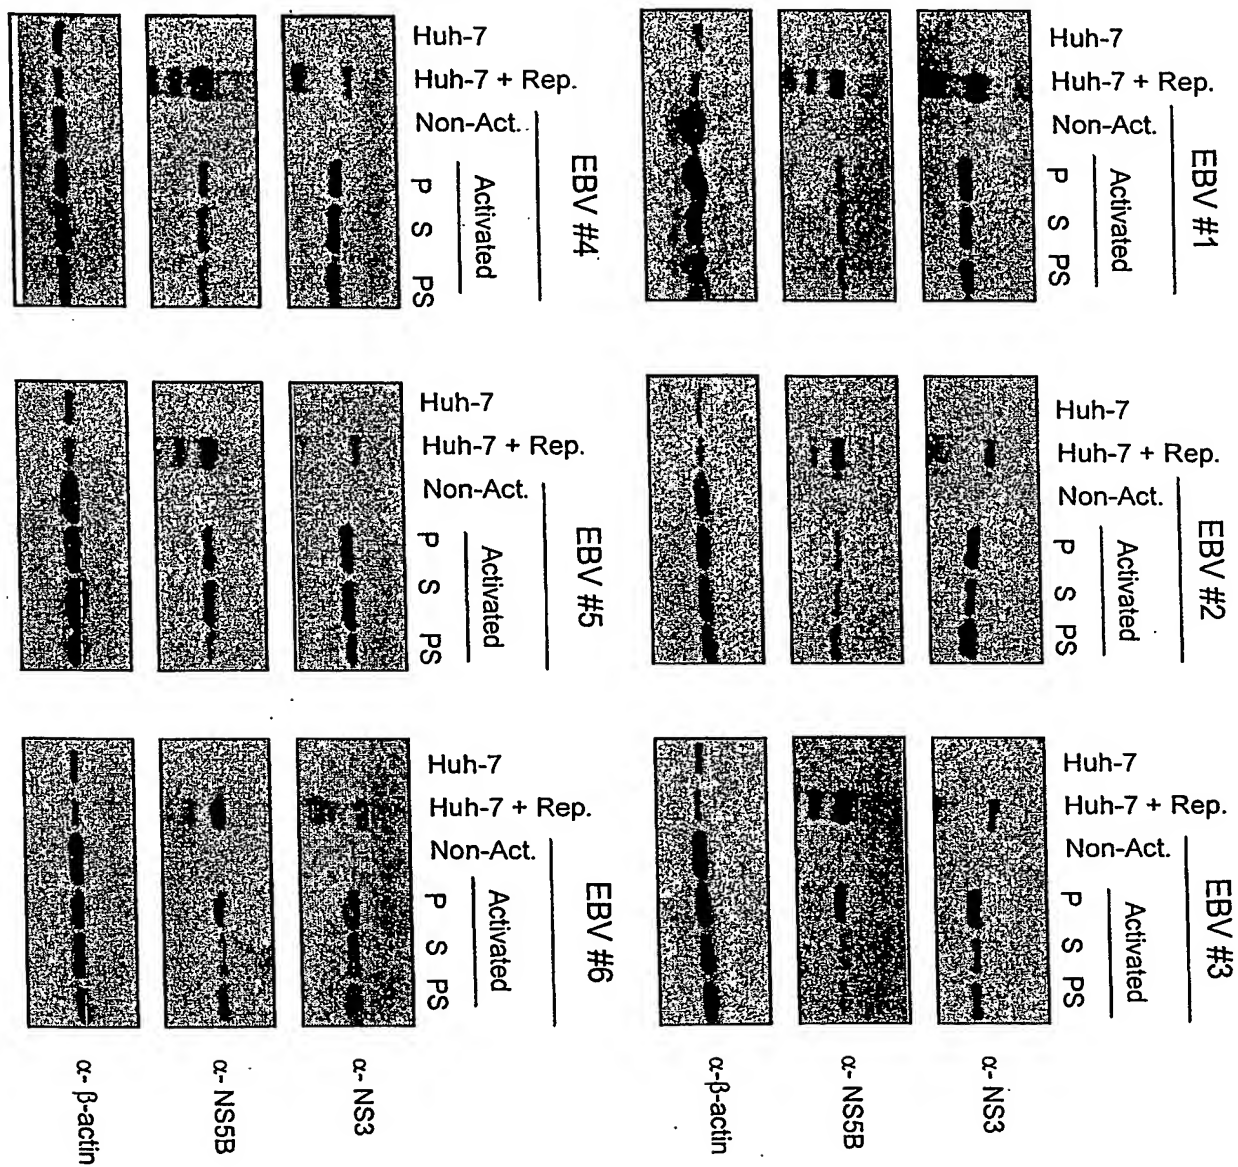 EBV #1
Activated
Huh-7
Huh-7 + Rep.
Non-Act.
P
S
PS
EBV #2
Activated
Huh-7
Huh-7 + Rep.
Non-Act.
P
S
PS
EBV #3
Activated
Huh-7
Huh-7 + Rep.
Non-Act.
P
S
PS
α- NS3
α- NS5B
α-β-actin
EBV #4
Activated
Huh-7
Huh-7 + Rep.
Non-Act.
P
S
PS
EBV #5
Activated
Huh-7
Huh-7 + Rep.
Non-Act.
P
S
PS
EBV #6
Activated
Huh-7
Huh-7 + Rep.
Non-Act.
P
S
PS
α- NS3
α- NS5B
α- β-actin